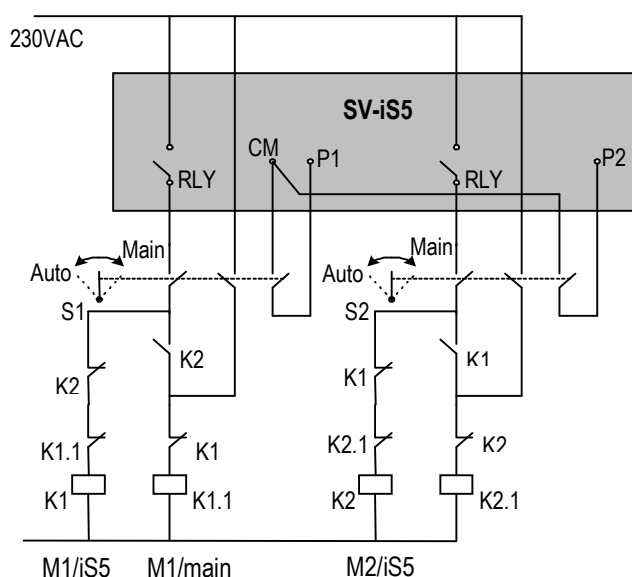 230VAC
SV-iS5
CM P1 P2
RLY RLY
Main Main
Auto Auto
S1 S2
K2 K1
K2 K1
K1.1 K1 K2.1 K2
K1 K1.1 K2 K2.1
M1/iS5 M1/main M2/iS5